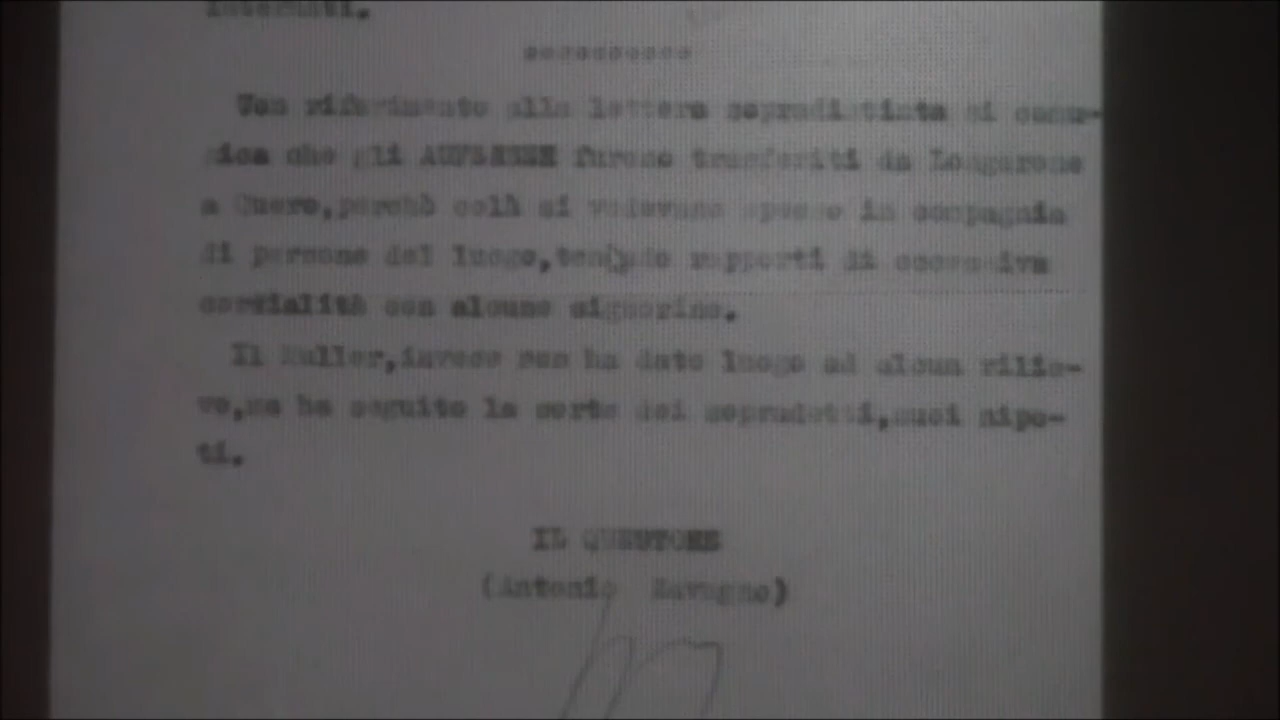 internati.
==========
Con riferimento alla lettera sopradistinta si comu-
nica che gli furono trasferiti da Longarone
a Quero,perchè colà si vedevano spesso in compagnia
di persone del luogo,tenendo rapporti di eccessiva
cordialità con alcune signorine.
Il Muller,invece non ha dato luogo ad alcun rilie-
vo,ma ha seguito la sorte dei sopradetti,suoi nipo-
ti.
IL QUESTORE
(Antonio )